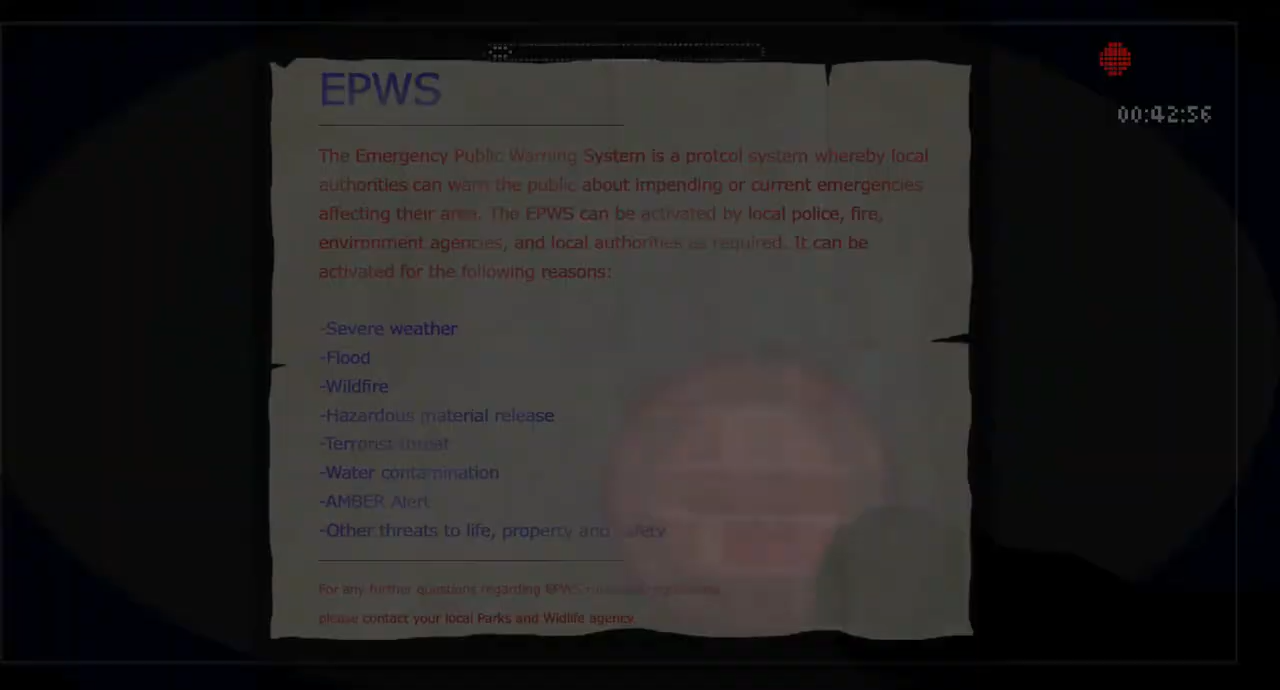 EPWS
00:42:56
The Emergency Public Warning System is a protcol system whereby local
authorities can warn the public about impending or current emergencies
affecting their area. The EPWS can be activated by local police, fire,
environment agencies, and local authorities as required. It can be
activated for the following reasons:
-Severe weather
-Flood
-Wildfire
-Hazardous material release
-Terrorist threat
-Water contamination
-AMBER Alert
-Other threats to life, property and safety
For any further questions regarding EPWS
please contact your local Parks and Widlife agency.